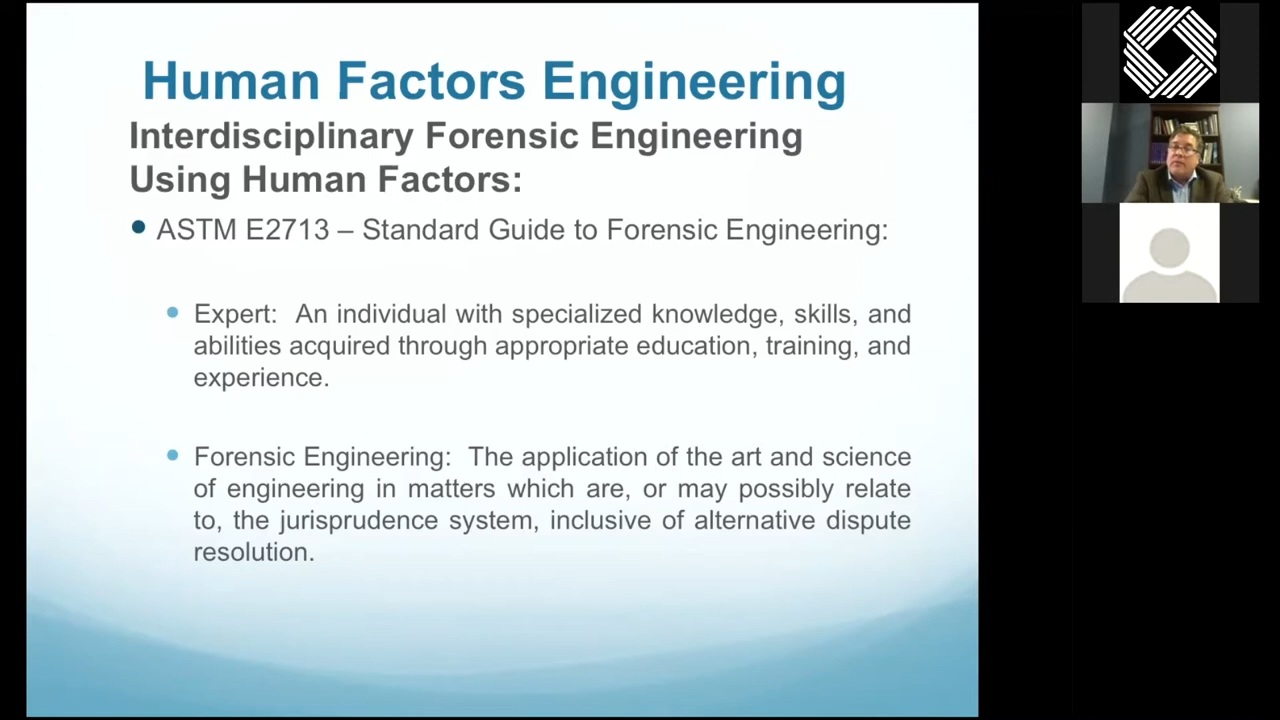 Human Factors Engineering
Interdisciplinary Forensic Engineering
Using Human Factors:
ASTM E2713 – Standard Guide to Forensic Engineering:
Expert: An individual with specialized knowledge, skills, and
abilities acquired through appropriate education, training, and
experience.
Forensic Engineering: The application of the art and science
of engineering in matters which are, or may possibly relate
to, the jurisprudence system, inclusive of alternative dispute
resolution.